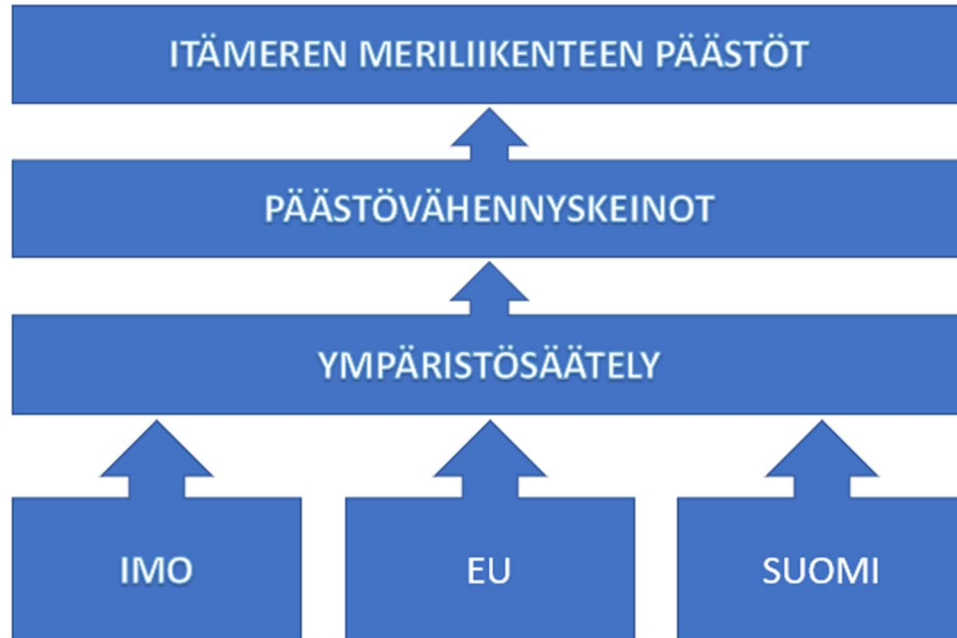 ITÄMEREN MERILIIKENTEEN PÄÄSTÖT
PÄÄSTÖVÄHENNYSKEINOT
YMPÄRISTÖSÄÄTELY
IMO
EU
SUOMI